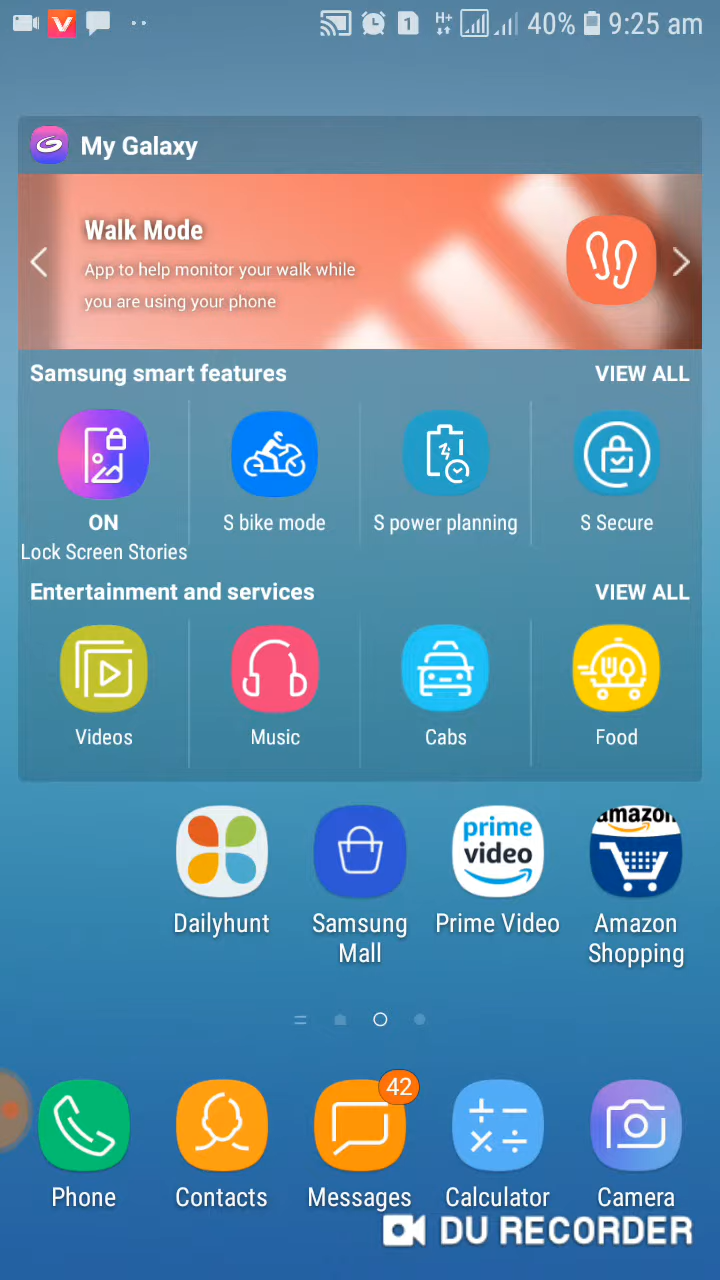 V
1 H+ 40% 9:25 am
My Galaxy
Walk Mode
App to help monitor your walk while
you are using your phone
Samsung smart features VIEW ALL
ON
Lock Screen Stories
S bike mode
S power planning
S Secure
Entertainment and services VIEW ALL
Videos Music Cabs Food
prime
video
amazon
Dailyhunt
Samsung
Mall
Prime Video
Amazon
Shopping
42
Phone Contacts Messages Calculator Camera
DU RECORDER